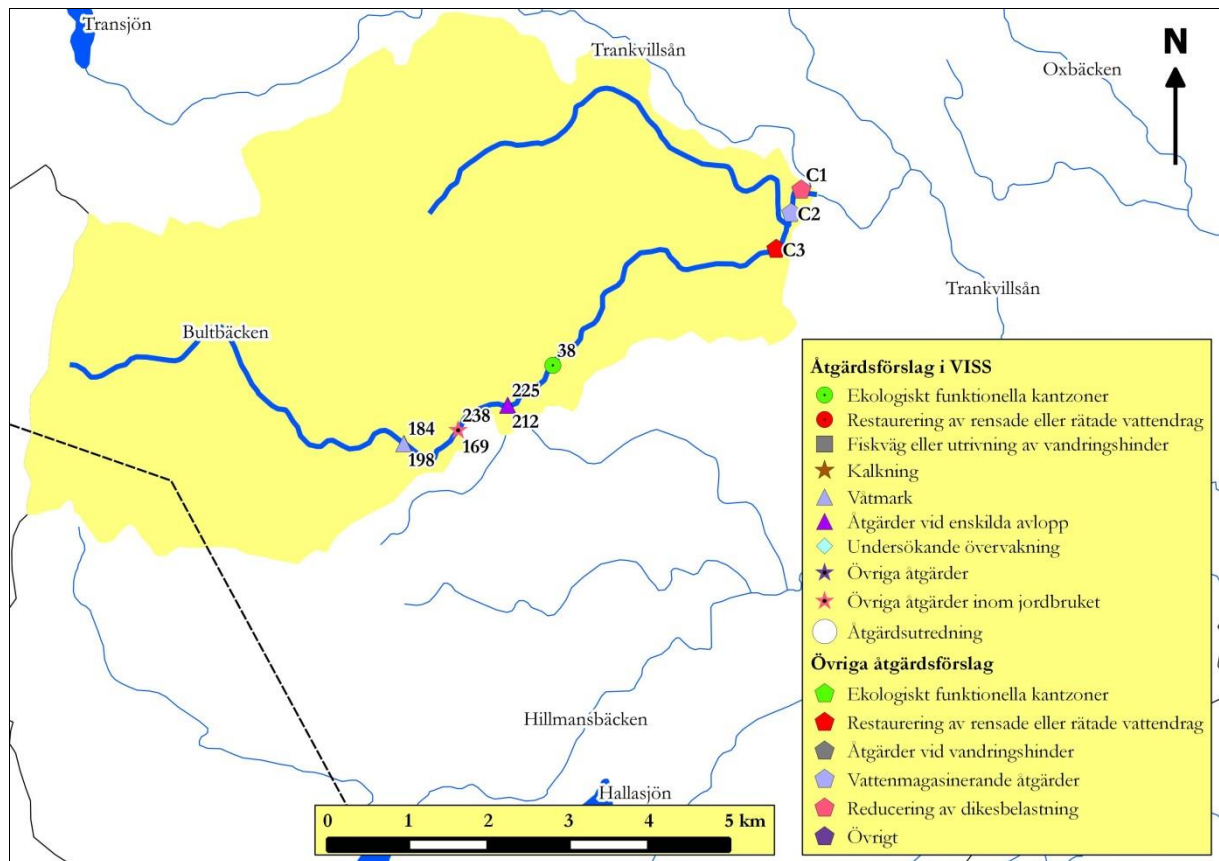 Transjön
Trankvillsån
Oxbäcken
N
C1
C2
C3
Trankvillsån
Bultbäcken
38
225
212
238
169
184
198
Hillmansbäcken
Hallasjön
0 1 2 3 4 5 km
Åtgärdsförslag i VISS
Ekologiskt funktionella kantzoner
Restaurering av rensade eller rätade vattendrag
Fiskväg eller utrivning av vandringshinder
Kalkning
Våtmark
Åtgärder vid enskilda avlopp
Undersökande övervakning
Övriga åtgärder
Övriga åtgärder inom jordbruket
Åtgärdsutredning
Övriga åtgärdsförslag
Ekologiskt funktionella kantzoner
Restaurering av rensade eller rätade vattendrag
Åtgärder vid vandringshinder
Vattenmagasinerande åtgärder
Reducering av dikesbelastning
Övrigt